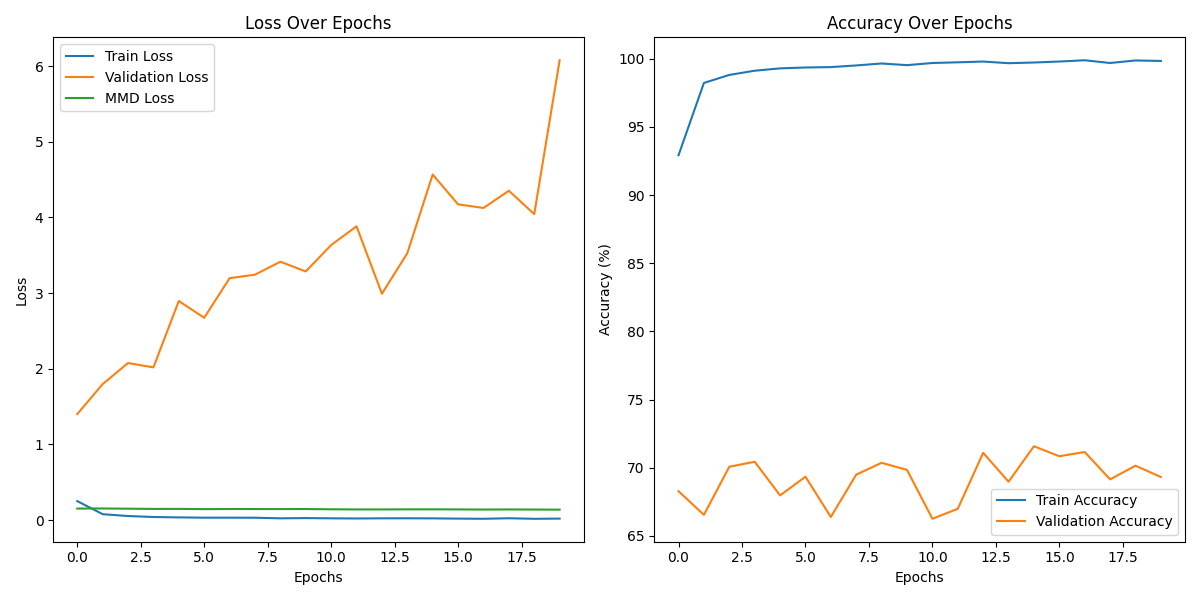 Loss Over Epochs
Train Loss
Validation Loss
MMD Loss
6
5
4
3
2
1
0
Loss
0.0 2.5 5.0 7.5 10.0 12.5 15.0 17.5
Epochs
Accuracy Over Epochs
100
95
90
85
80
75
70
65
Accuracy (%)
Train Accuracy
Validation Accuracy
0.0 2.5 5.0 7.5 10.0 12.5 15.0 17.5
Epochs